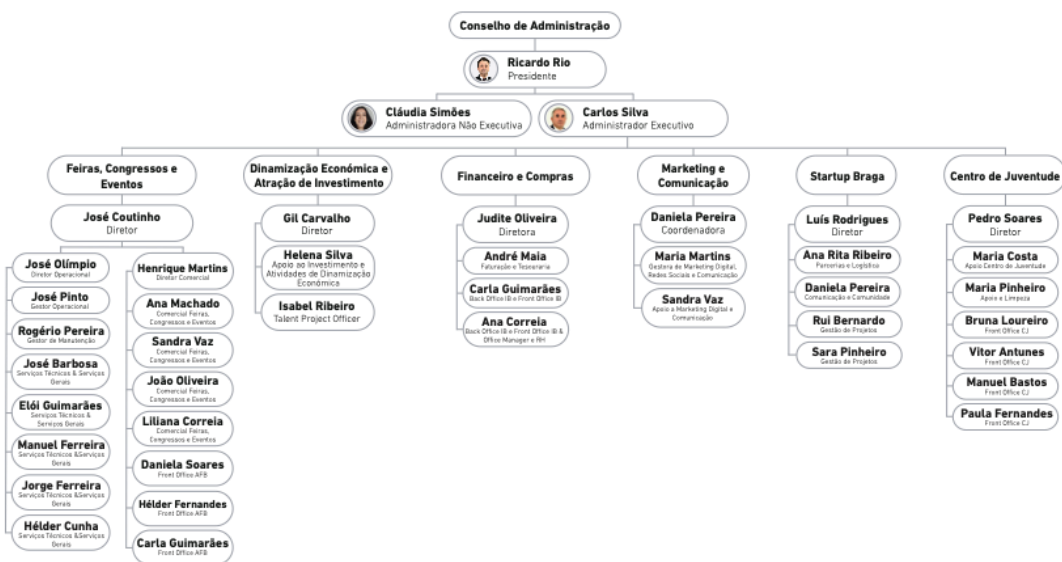 Conselho de Administração
Ricardo Rio
Presidente
Cláudia Simões
Administradora Não Executiva
Carlos Silva
Administrador Executivo
Feiras, Congressos e
Eventos
José Coutinho
Diretor
José Olímpio
Diretor Operacional
José Pinto
Gestor Operacional
Rogério Pereira
Gestor de Manutenção
José Barbosa
Serviços Técnicos & Serviços
Gerais
Elói Guimarães
Serviços Técnicos &
Serviços Gerais
Manuel Ferreira
Serviços Técnicos &Serviços
Gerais
Jorge Ferreira
Serviços Técnicos &Serviços
Gerais
Hélder Cunha
Serviços Técnicos &Serviços
Gerais
Henrique Martins
Diretor Comercial
Ana Machado
Comercial Feiras,
Congressos e Eventos
Sandra Vaz
Comercial Feiras,
Congressos e Eventos
João Oliveira
Comercial Feiras,
Congressos e Eventos
Liliana Correia
Comercial Feiras,
Congressos e Eventos
Daniela Soares
Front Office AFB
Hélder Fernandes
Front Office AFB
Carla Guimarães
Front Office AFB
Dinamização Económica e
Atração de Investimento
Gil Carvalho
Diretor
Helena Silva
Apoio ao Investimento e
Atividades de Dinamização
Económica
Isabel Ribeiro
Talent Project Officer
Financeiro e Compras
Judite Oliveira
Diretora
André Maia
Faturação e Tesouraria
Carla Guimarães
Back Office IB e Front Office IB
Ana Correia
Back Office IB e Front Office IB &
Office Manager e RH
Marketing e
Comunicação
Daniela Pereira
Coordenadora
Maria Martins
Gestora de Marketing Digital,
Redes Sociais e Comunicação
Sandra Vaz
Apoio a Marketing Digital e
Comunicação
Startup Braga
Luís Rodrigues
Diretor
Ana Rita Ribeiro
Parcerias e Logística
Daniela Pereira
Comunicação e Comunidade
Rui Bernardo
Gestão de Projetos
Sara Pinheiro
Gestão de Projetos
Centro de Juventude
Pedro Soares
Diretor
Maria Costa
Apoio Centro de Juventude
Maria Pinheiro
Apoio e Limpeza
Bruna Loureiro
Front Office CJ
Vitor Antunes
Front Office CJ
Manuel Bastos
Front Office CJ
Paula Fernandes
Front Office CJ